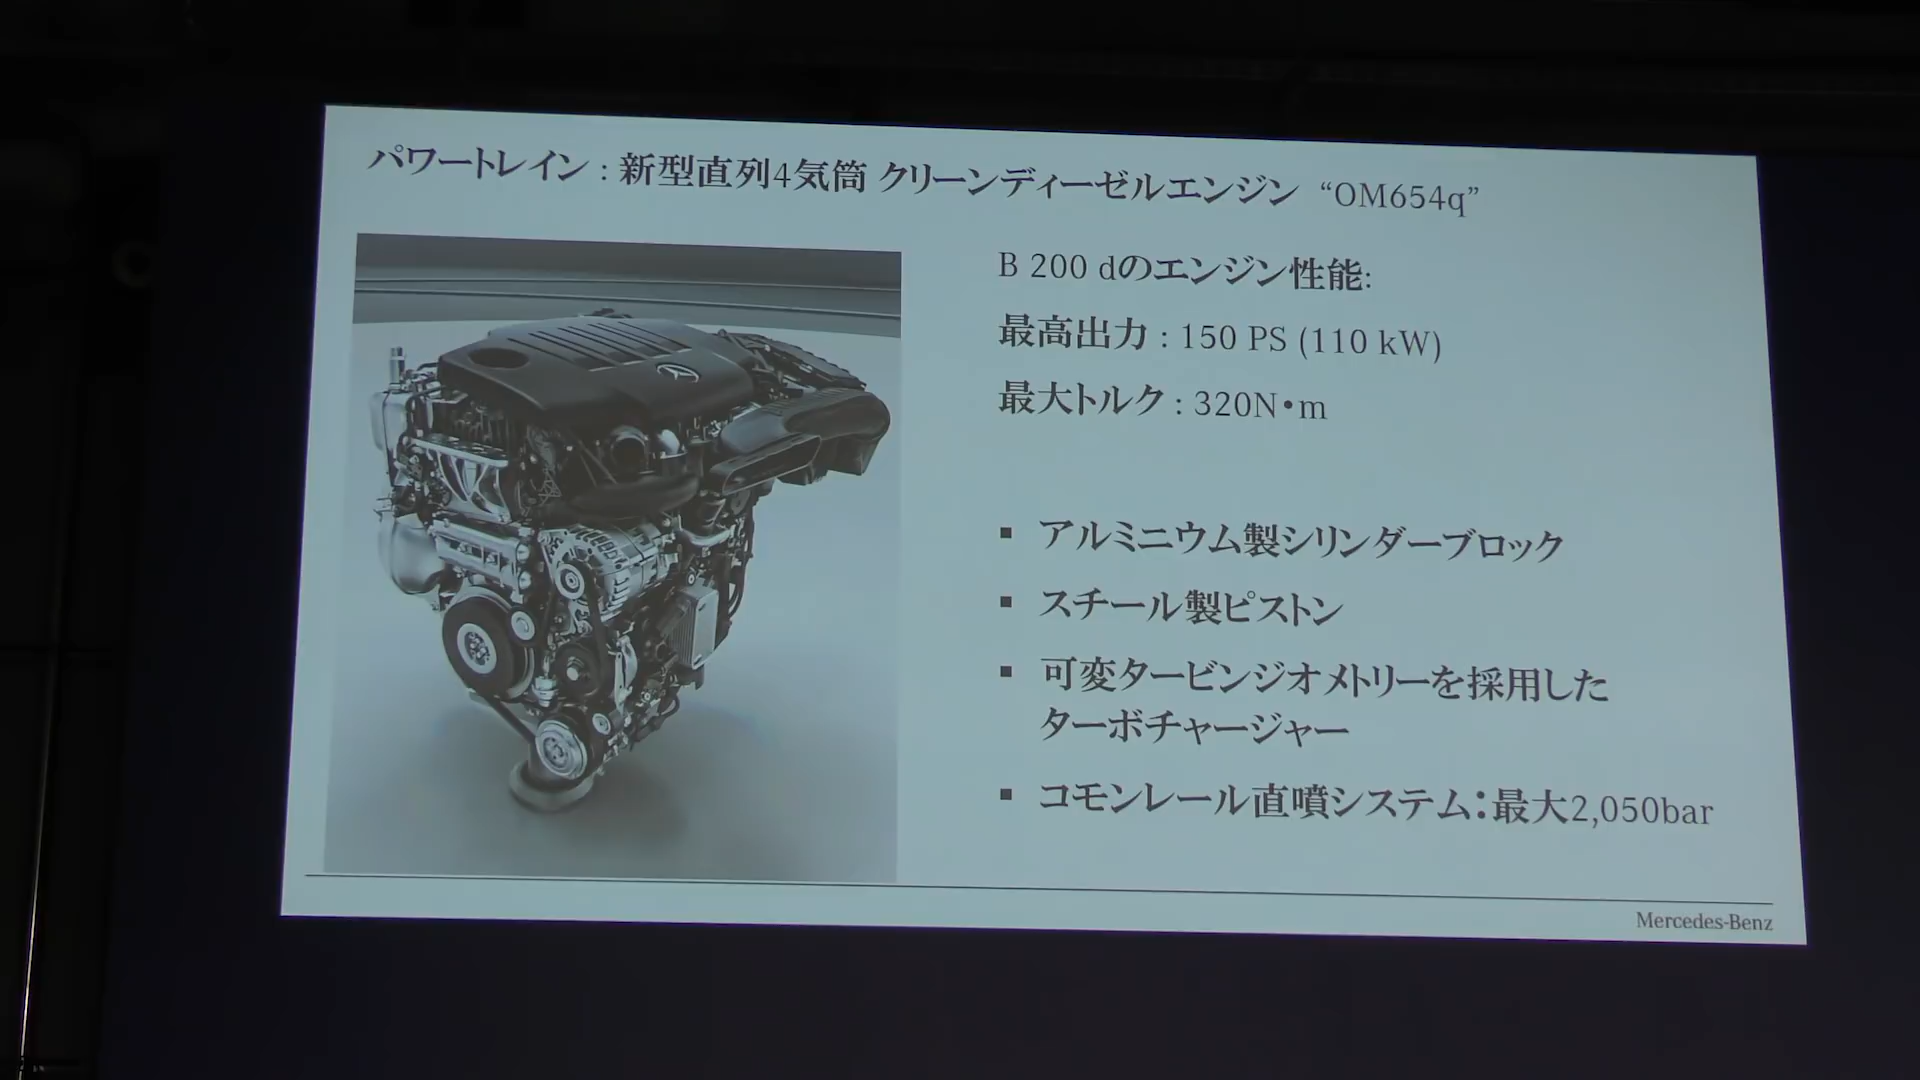 パワートレイン : 新型直列4気筒 クリーンディーゼルエンジン “OM654q”
B 200 dのエンジン性能:
最高出力 : 150 PS (110 kW)
最大トルク : 320N・m
▪ アルミニウム製シリンダーブロック
▪ スチール製ピストン
▪ 可変タービンジオメトリーを採用した
ターボチャージャー
▪ コモンレール直噴システム：最大2,050bar
Mercedes-Benz